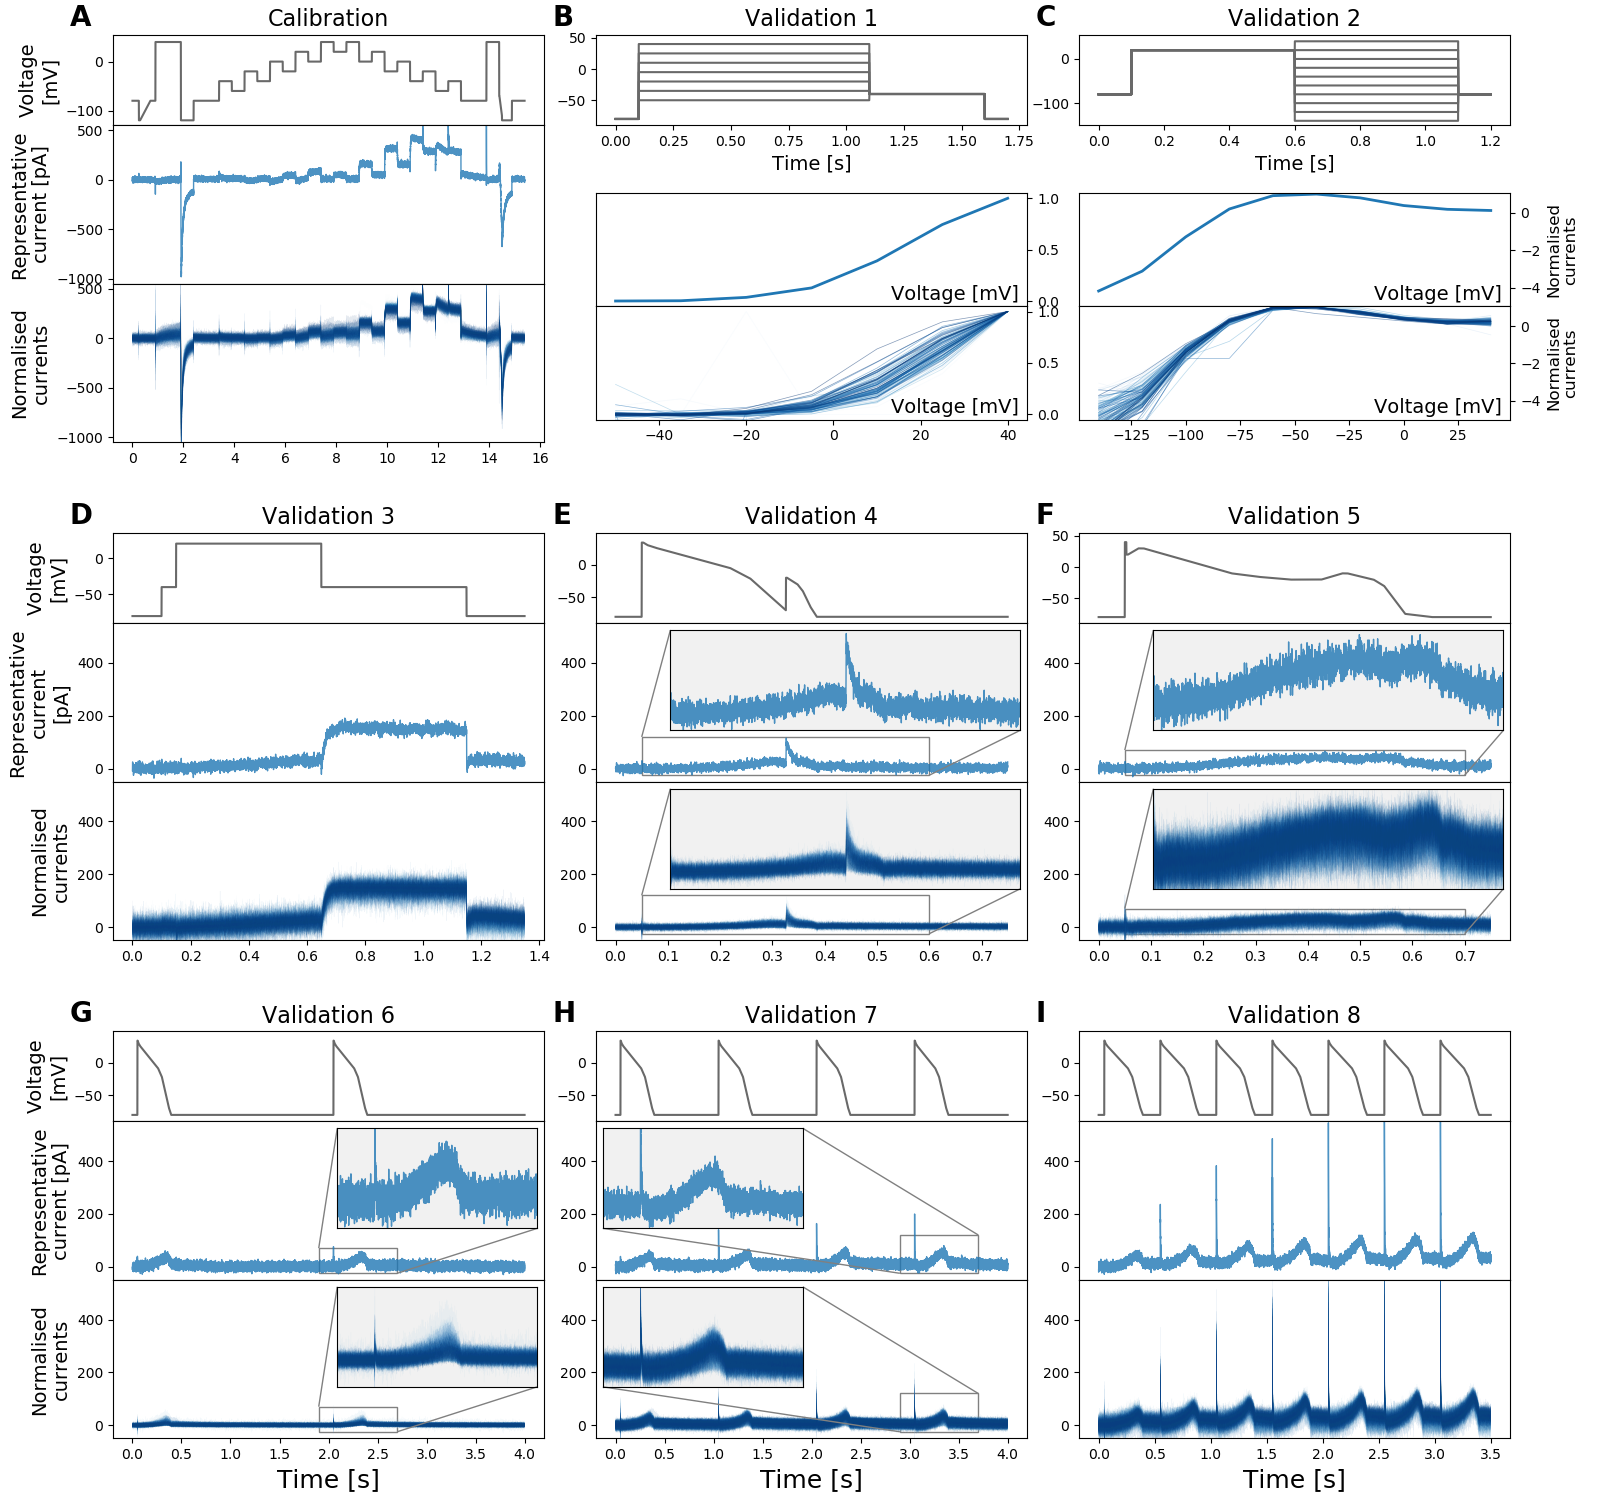 A Calibration
Voltage
[mV]
0
−100
Representative
current [pA]
500
0
−500
−1000
Normalised
currents
500
0
−500
−1000
0 2 4 6 8 10 12 14 16
B Validation 1
50
0
−50
0.00 0.25 0.50 0.75 1.00 1.25 1.50 1.75
Time [s]
1.0
0.5
0.0
Voltage [mV]
1.0
0.5
0.0
Voltage [mV]
−40 −20 0 20 40
C Validation 2
0
−100
0.0 0.2 0.4 0.6 0.8 1.0 1.2
Time [s]
0
−2
−4
Normalised
currents
Voltage [mV]
0
−2
−4
Normalised
currents
Voltage [mV]
−125 −100 −75 −50 −25 0 25
D Validation 3
Voltage
[mV]
0
−50
Representative
current
[pA]
400
200
0
Normalised
currents
400
200
0
0.0 0.2 0.4 0.6 0.8 1.0 1.2 1.4
E Validation 4
0
−50
400
200
0
400
200
0
0.0 0.1 0.2 0.3 0.4 0.5 0.6 0.7
F Validation 5
50
0
−50
400
200
0
400
200
0
0.0 0.1 0.2 0.3 0.4 0.5 0.6 0.7
G Validation 6
Voltage
[mV]
0
−50
Representative
current [pA]
400
200
0
Normalised
currents
400
200
0
0.0 0.5 1.0 1.5 2.0 2.5 3.0 3.5 4.0
Time [s]
H Validation 7
0
−50
400
200
0
400
200
0
0.0 0.5 1.0 1.5 2.0 2.5 3.0 3.5 4.0
Time [s]
I Validation 8
0
−50
400
200
0
400
200
0
0.0 0.5 1.0 1.5 2.0 2.5 3.0 3.5
Time [s]